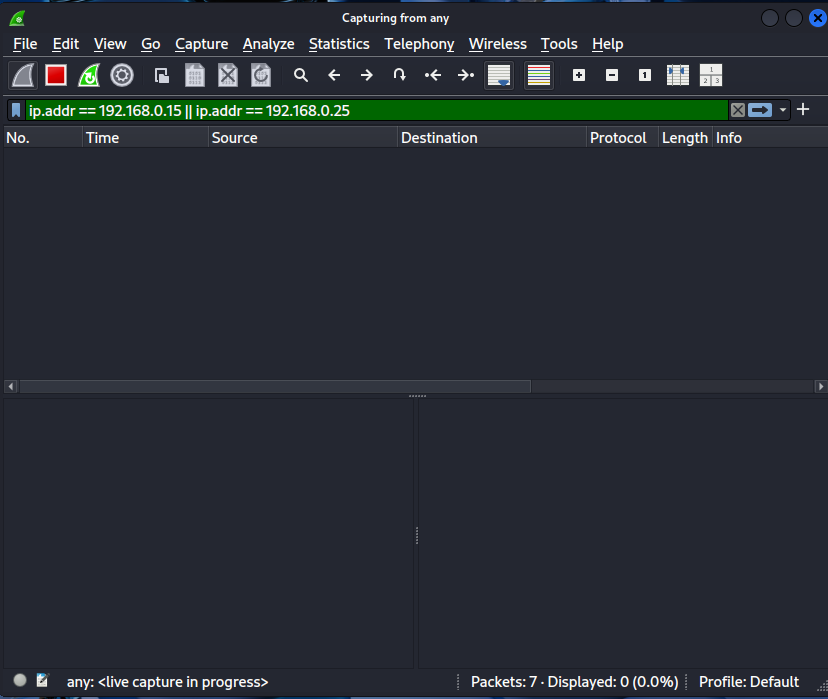 Capturing from any
File Edit View Go Capture Analyze Statistics Telephony Wireless Tools Help
ip.addr == 192.168.0.15 || ip.addr == 192.168.0.25
No. Time Source Destination Protocol Length Info
any: <live capture in progress> Packets: 7 · Displayed: 0 (0.0%) Profile: Default